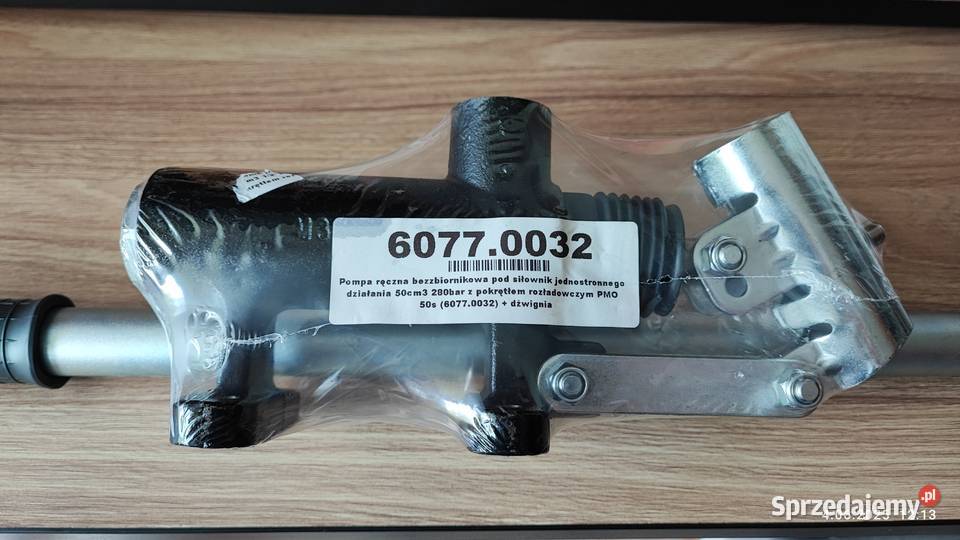 6077.0032
Pompa ręczna bezzbiornikowa pod siłownik jednostronnego
działania 50cm3 280bar z pokrętłem rozładowczym PMO
50s (6077.0032) + dźwignia
Sprzedajemy.pl